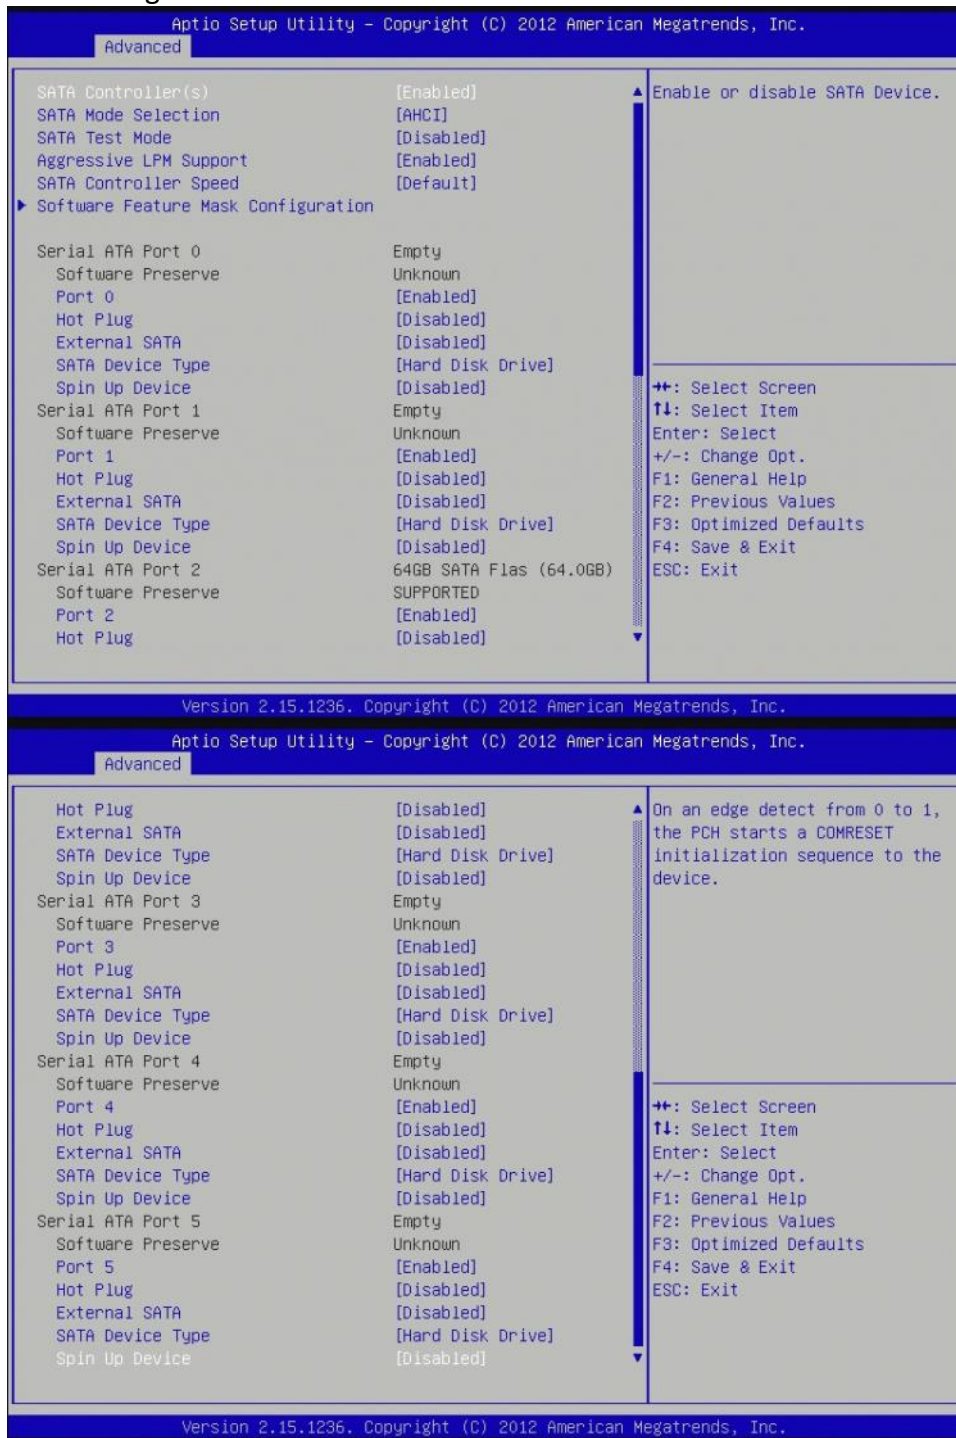 Aptio Setup Utility – Copyright (C) 2012 American Megatrends, Inc.
Advanced
SATA Controller(s) [Enabled] Enable or disable SATA Device.
SATA Mode Selection [AHCI]
SATA Test Mode [Disabled]
Aggressive LPM Support [Enabled]
SATA Controller Speed [Default]
Software Feature Mask Configuration
Serial ATA Port 0 Empty
Software Preserve Unknown
Port 0 [Enabled]
Hot Plug [Disabled]
External SATA [Disabled]
SATA Device Type [Hard Disk Drive]
Spin Up Device [Disabled] →←: Select Screen
Serial ATA Port 1 Empty ↑↓: Select Item
Software Preserve Unknown Enter: Select
Port 1 [Enabled] +/-: Change Opt.
Hot Plug [Disabled] F1: General Help
External SATA [Disabled] F2: Previous Values
SATA Device Type [Hard Disk Drive] F3: Optimized Defaults
Spin Up Device [Disabled] F4: Save & Exit
Serial ATA Port 2 64GB SATA Flas (64.0GB) ESC: Exit
Software Preserve SUPPORTED
Port 2 [Enabled]
Hot Plug [Disabled]
Version 2.15.1236. Copyright (C) 2012 American Megatrends, Inc.
Aptio Setup Utility – Copyright (C) 2012 American Megatrends, Inc.
Advanced
Hot Plug [Disabled] On an edge detect from 0 to 1,
External SATA [Disabled] the PCH starts a COMRESET
SATA Device Type [Hard Disk Drive] initialization sequence to the
Spin Up Device [Disabled] device.
Serial ATA Port 3 Empty
Software Preserve Unknown
Port 3 [Enabled]
Hot Plug [Disabled]
External SATA [Disabled]
SATA Device Type [Hard Disk Drive]
Spin Up Device [Disabled]
Serial ATA Port 4 Empty
Software Preserve Unknown
Port 4 [Enabled] →←: Select Screen
Hot Plug [Disabled] ↑↓: Select Item
External SATA [Disabled] Enter: Select
SATA Device Type [Hard Disk Drive] +/-: Change Opt.
Spin Up Device [Disabled] F1: General Help
Serial ATA Port 5 Empty F2: Previous Values
Software Preserve Unknown F3: Optimized Defaults
Port 5 [Enabled] F4: Save & Exit
Hot Plug [Disabled] ESC: Exit
External SATA [Disabled]
SATA Device Type [Hard Disk Drive]
Spin Up Device [Disabled]
Version 2.15.1236. Copyright (C) 2012 American Megatrends, Inc.